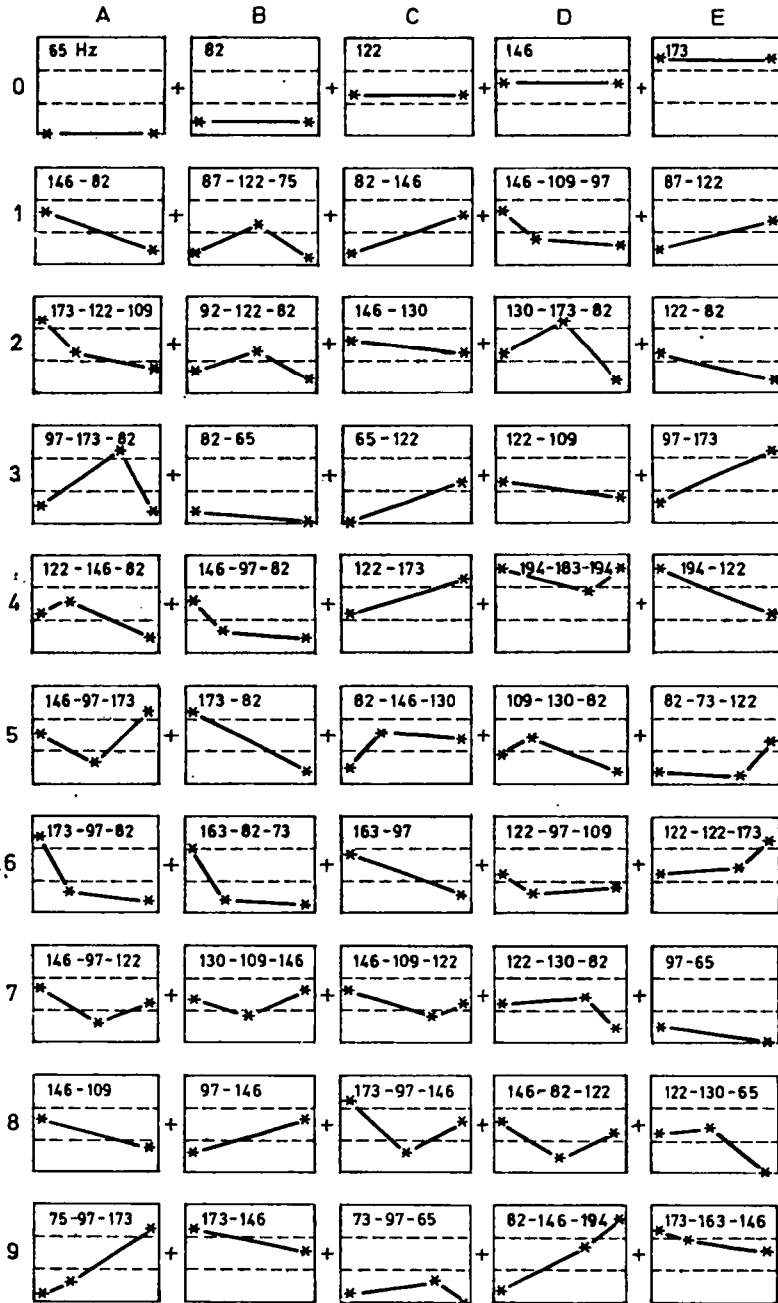 A B C D E
0 65 Hz + 82 + 122 + 146 + 173
1 146-82 + 87-122-75 + 82-146 + 146-109-97 + 87-122
2 173-122-109 + 92-122-82 + 146-130 + 130-173-82 + 122-82
3 97-173-82 + 82-65 + 65-122 + 122-109 + 97-173
4 122-146-82 + 146-97-82 + 122-173 + 194-183-194 + 194-122
5 146-97-173 + 173-82 + 82-146-130 + 109-130-82 + 82-73-122
6 173-97-82 + 163-82-73 + 163-97 + 122-97-109 + 122-122-173
7 146-97-122 + 130-109-146 + 146-109-122 + 122-130-82 + 97-65
8 146-109 + 97-146 + 173-97-146 + 146-82-122 + 122-130-65
9 75-97-173 + 173-146 + 73-97-65 + 82-146-194 + 173-163-146